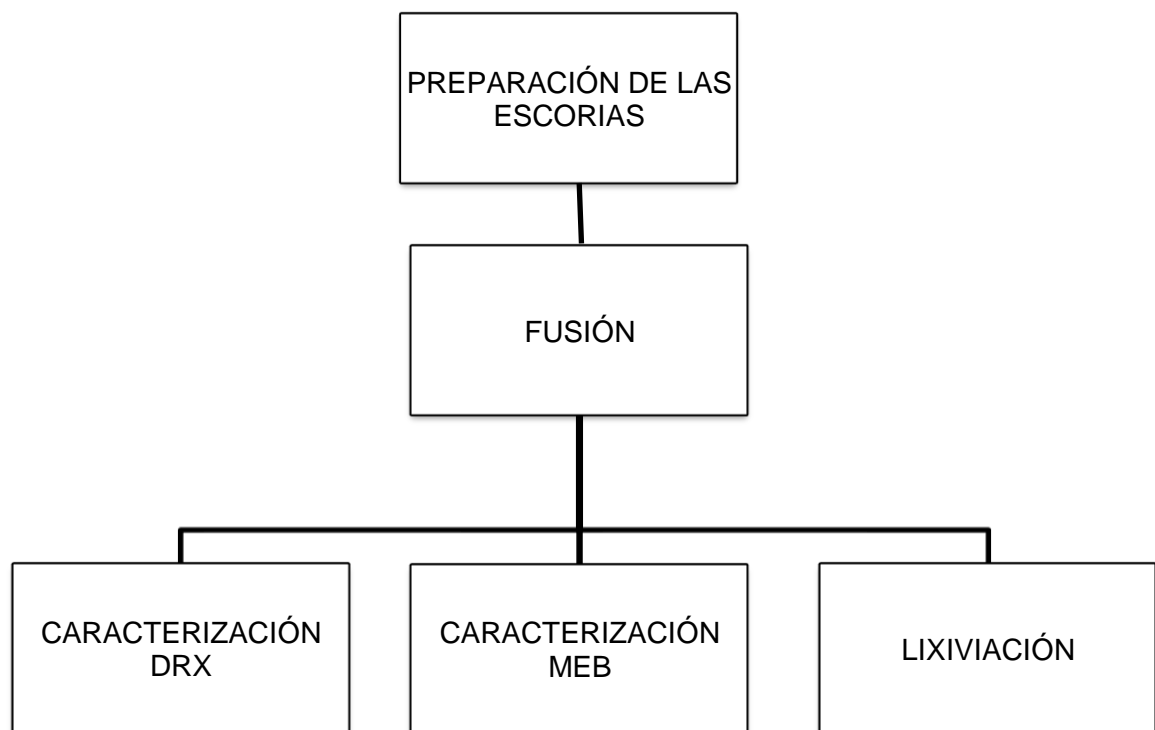 PREPARACIÓN DE LAS
ESCORIAS
FUSIÓN
CARACTERIZACIÓN
DRX
CARACTERIZACIÓN
MEB
LIXIVIACIÓN